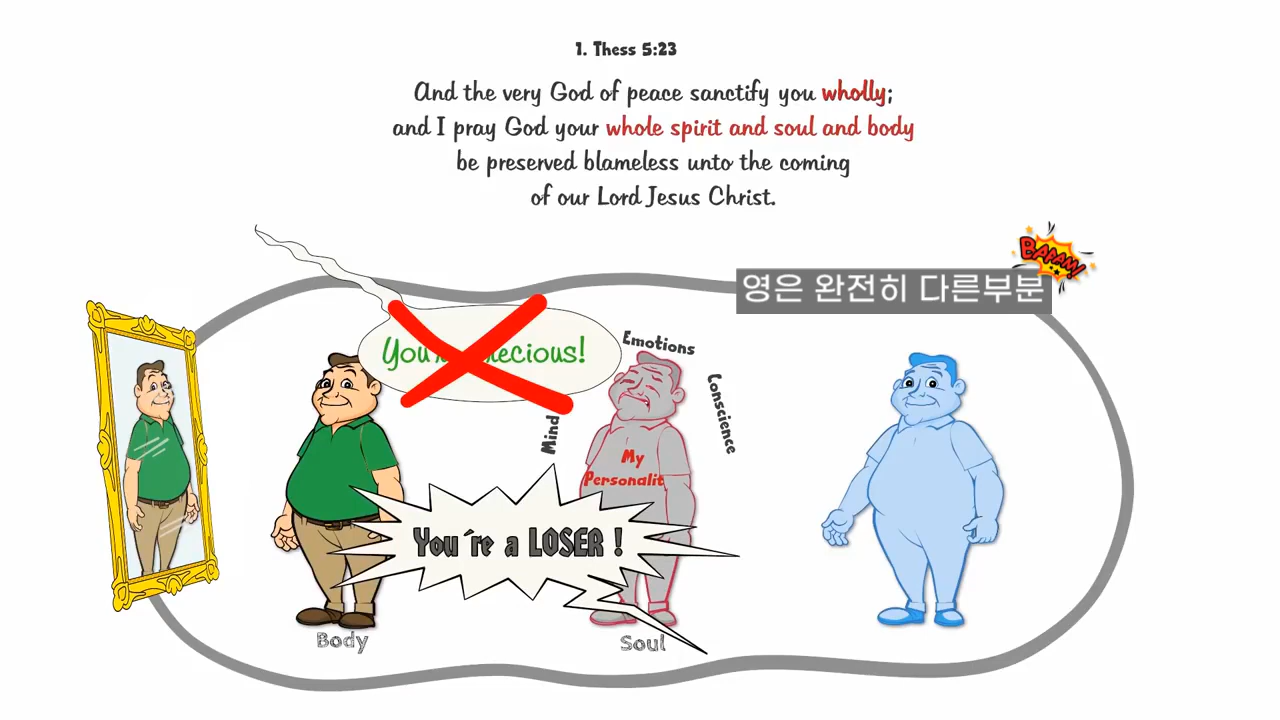 1. Thess 5:23
And the very God of peace sanctify you wholly;
and I pray God your whole spirit and soul and body
be preserved blameless unto the coming
of our Lord Jesus Christ.
BAPAM!
영은 완전히 다른부분
Emotions
Conscience
Mind
My
Personalit
You´re a LOSER !
Body
Soul